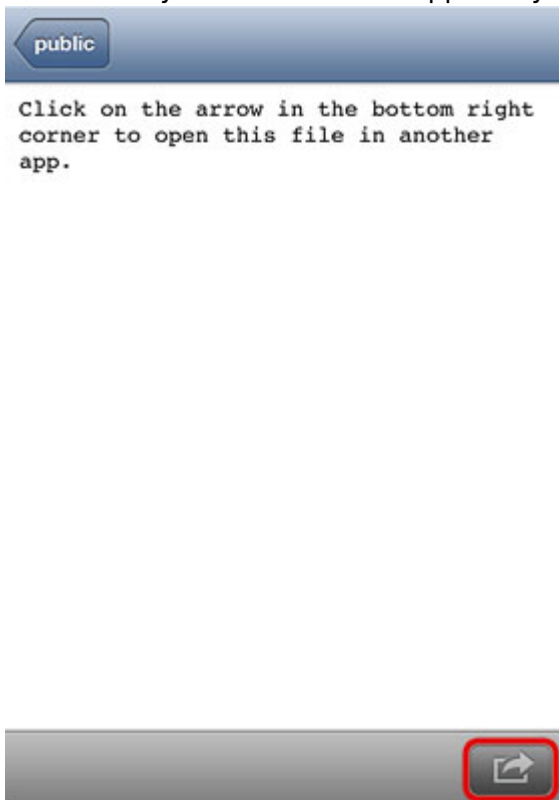 public
Click on the arrow in the bottom right
corner to open this file in another
app.